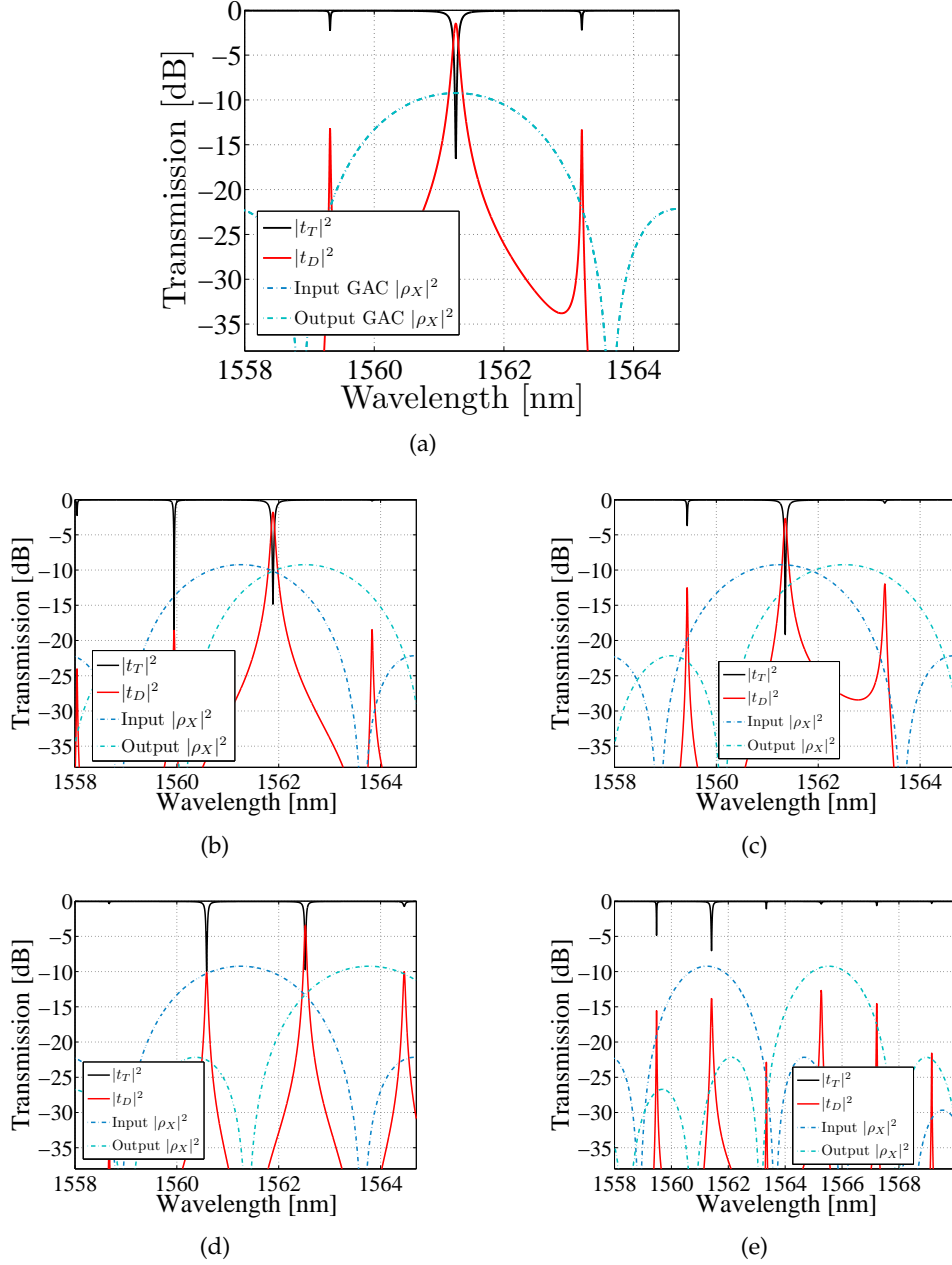 0
−5
−10
−15
−20
−25
−30
−35
Transmission [dB]
|t_T|^2
|t_D|^2
Input GAC |ρ_X|^2
Output GAC |ρ_X|^2
1558 1560 1562 1564
Wavelength [nm]
(a)
0
−5
−10
−15
−20
−25
−30
−35
Transmission [dB]
|t_T|^2
|t_D|^2
Input |ρ_X|^2
Output |ρ_X|^2
1558 1560 1562 1564
Wavelength [nm]
(b)
0
−5
−10
−15
−20
−25
−30
−35
Transmission [dB]
|t_T|^2
|t_D|^2
Input |ρ_X|^2
Output |ρ_X|^2
1558 1560 1562 1564
Wavelength [nm]
(c)
0
−5
−10
−15
−20
−25
−30
−35
Transmission [dB]
|t_T|^2
|t_D|^2
Input |ρ_X|^2
Output |ρ_X|^2
1558 1560 1562 1564
Wavelength [nm]
(d)
0
−5
−10
−15
−20
−25
−30
−35
Transmission [dB]
|t_T|^2
|t_D|^2
Input |ρ_X|^2
Output |ρ_X|^2
1558 1560 1562 1564 1566 1568
Wavelength [nm]
(e)